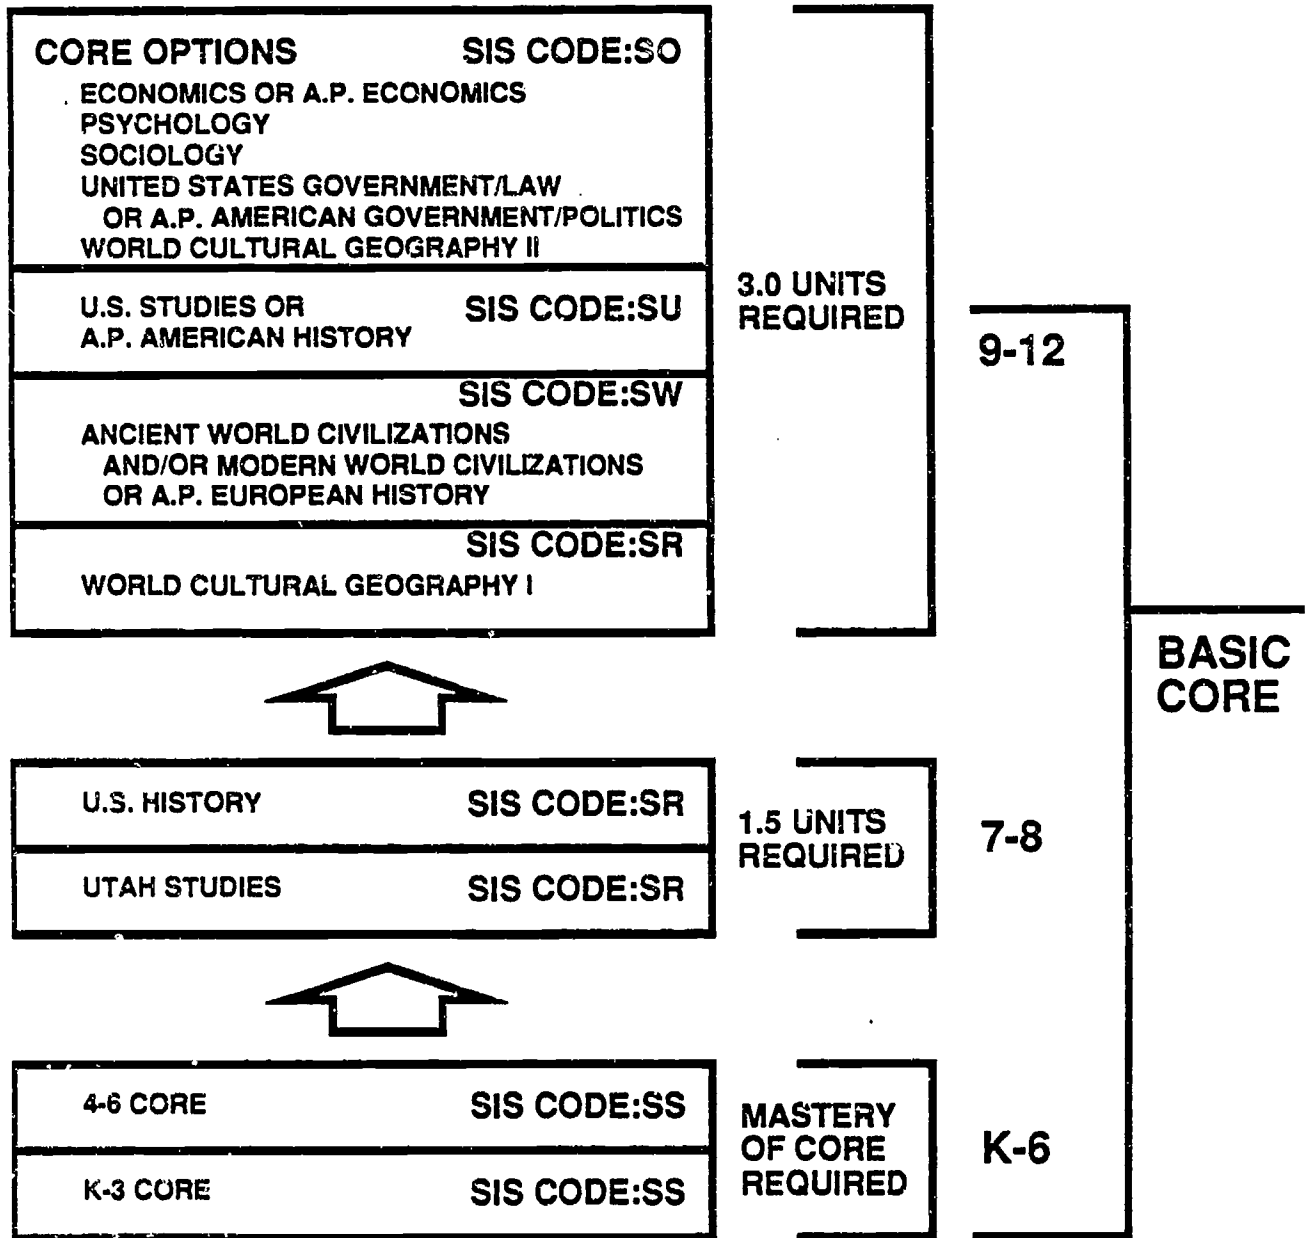 CORE OPTIONS SIS CODE:SO
ECONOMICS OR A.P. ECONOMICS
PSYCHOLOGY
SOCIOLOGY
UNITED STATES GOVERNMENT/LAW
OR A.P. AMERICAN GOVERNMENT/POLITICS
WORLD CULTURAL GEOGRAPHY II
U.S. STUDIES OR SIS CODE:SU
A.P. AMERICAN HISTORY
SIS CODE:SW
ANCIENT WORLD CIVILIZATIONS
AND/OR MODERN WORLD CIVILIZATIONS
OR A.P. EUROPEAN HISTORY
SIS CODE:SR
WORLD CULTURAL GEOGRAPHY I
3.0 UNITS
REQUIRED
9-12
BASIC
CORE
U.S. HISTORY SIS CODE:SR
UTAH STUDIES SIS CODE:SR
1.5 UNITS
REQUIRED
7-8
4-6 CORE SIS CODE:SS
K-3 CORE SIS CODE:SS
MASTERY
OF CORE
REQUIRED
K-6